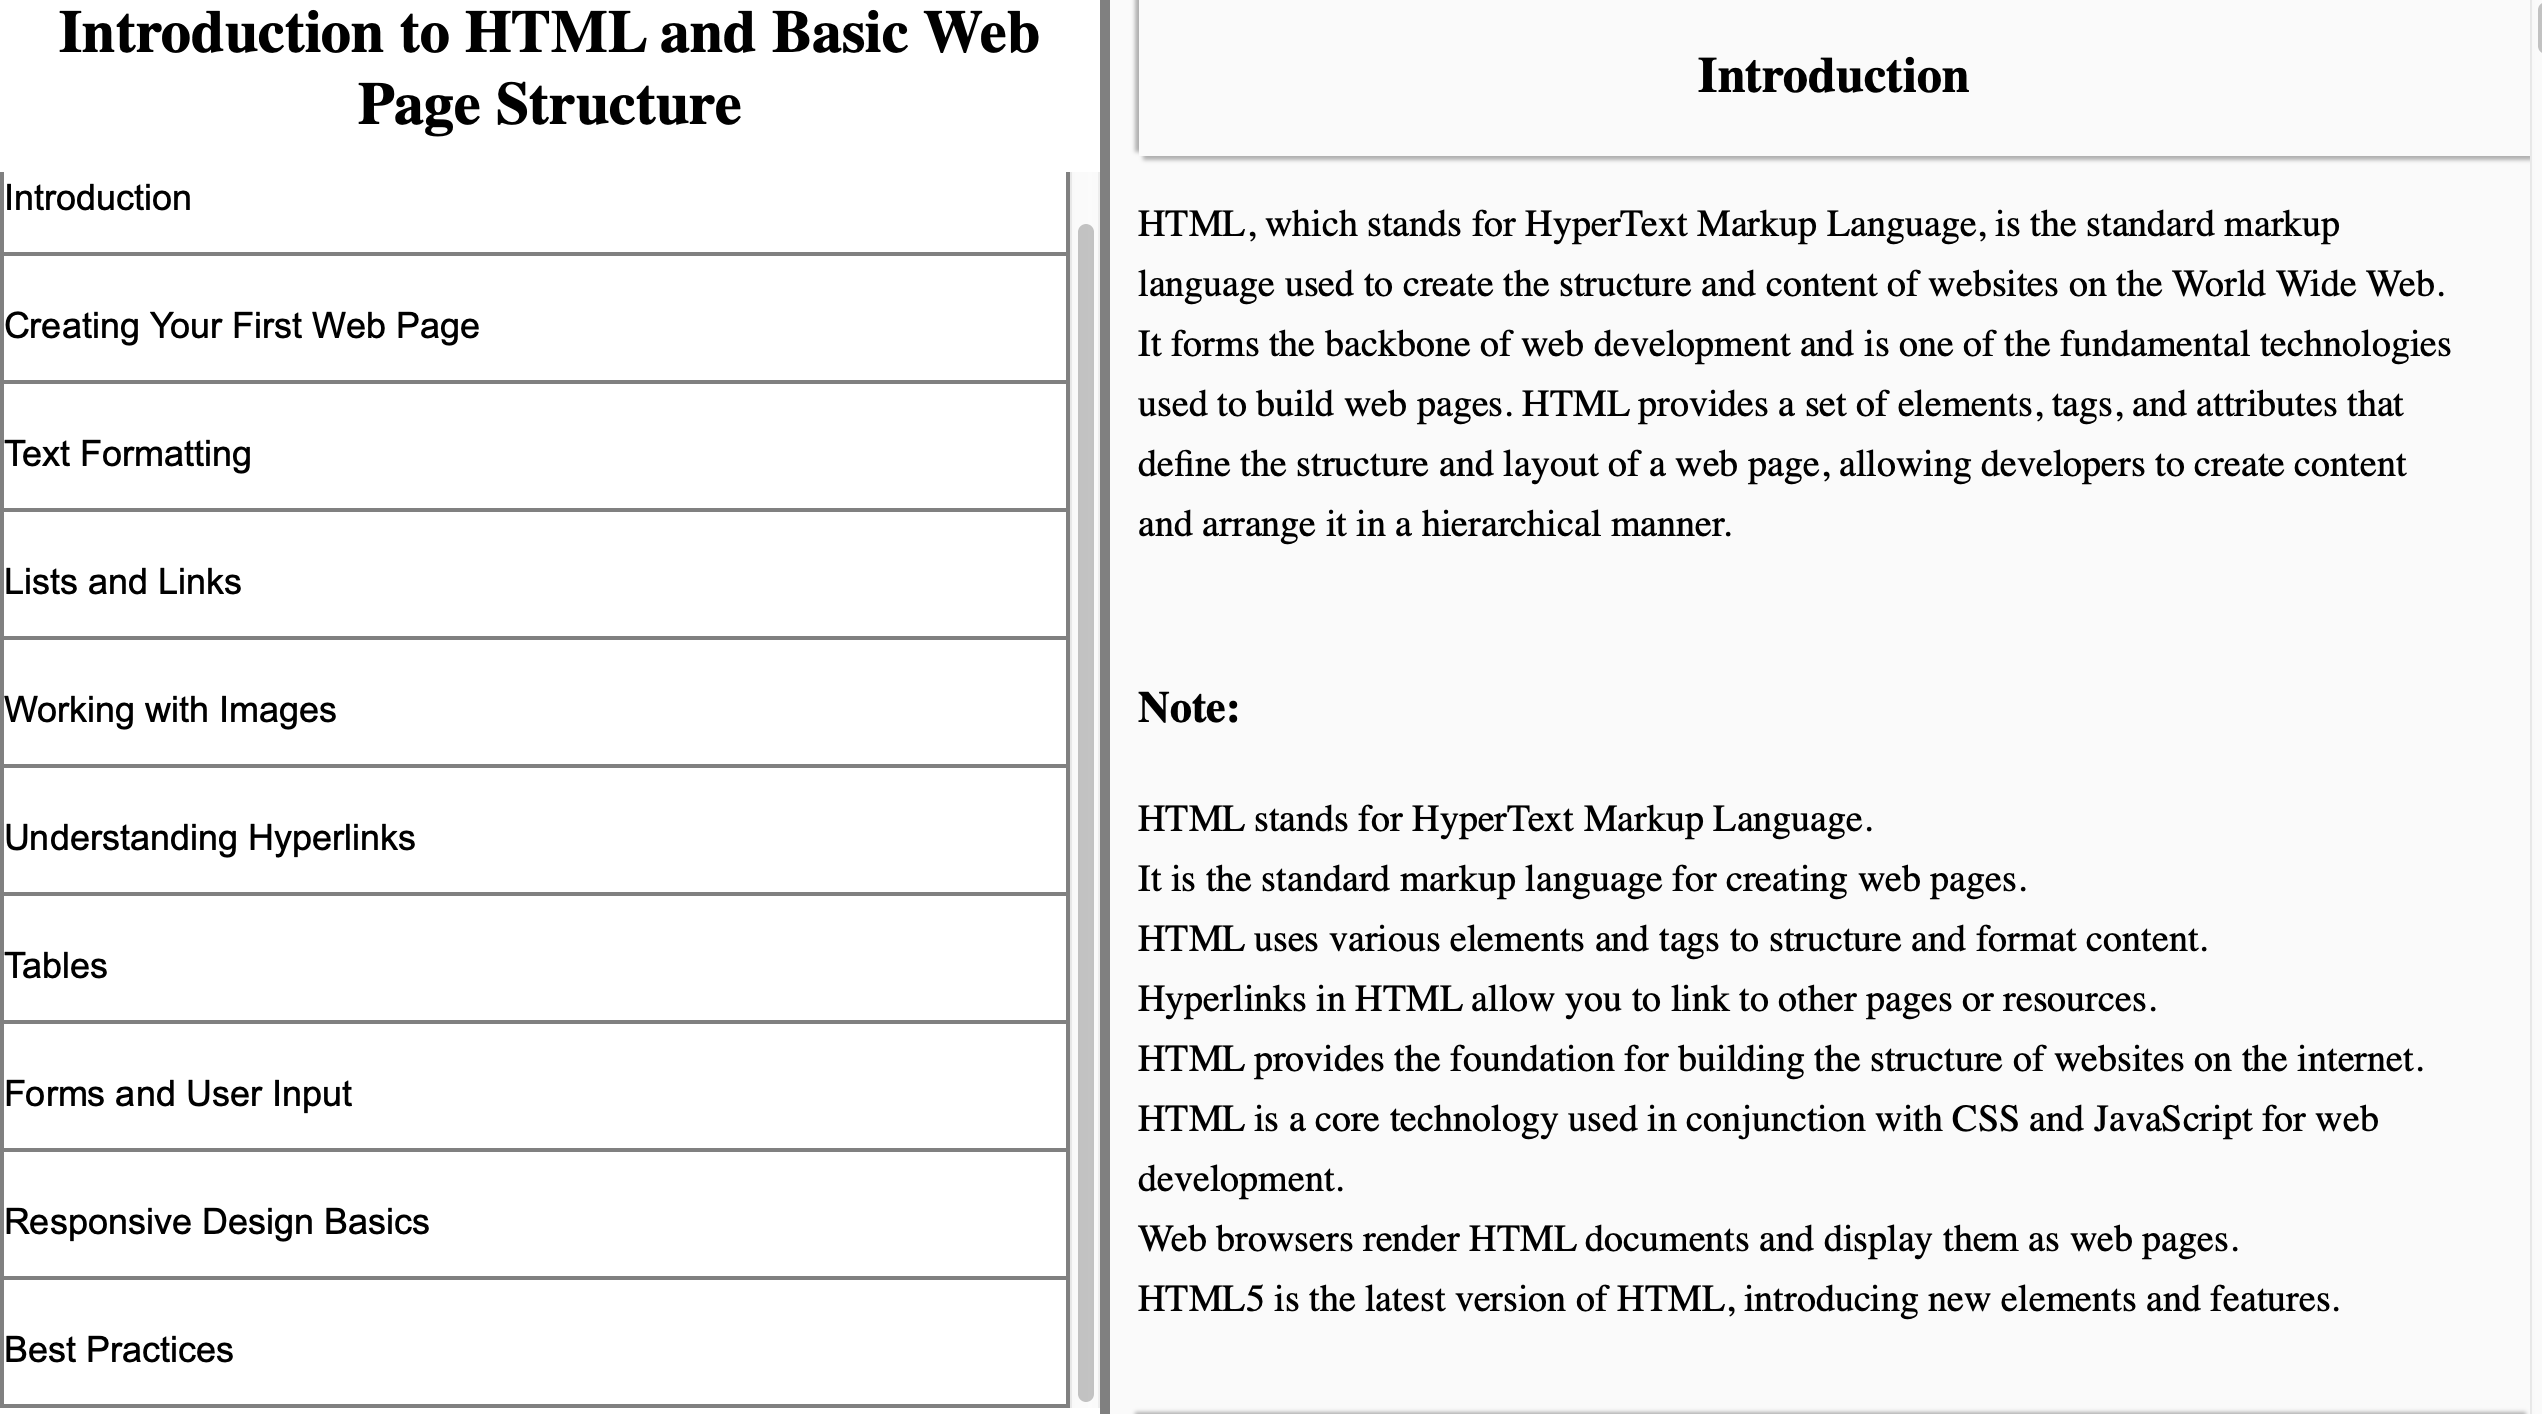 Introduction to HTML and Basic Web
Page Structure
Introduction
Creating Your First Web Page
Text Formatting
Lists and Links
Working with Images
Understanding Hyperlinks
Tables
Forms and User Input
Responsive Design Basics
Best Practices
Introduction
HTML, which stands for HyperText Markup Language, is the standard markup
language used to create the structure and content of websites on the World Wide Web.
It forms the backbone of web development and is one of the fundamental technologies
used to build web pages. HTML provides a set of elements, tags, and attributes that
define the structure and layout of a web page, allowing developers to create content
and arrange it in a hierarchical manner.
Note:
HTML stands for HyperText Markup Language.
It is the standard markup language for creating web pages.
HTML uses various elements and tags to structure and format content.
Hyperlinks in HTML allow you to link to other pages or resources.
HTML provides the foundation for building the structure of websites on the internet.
HTML is a core technology used in conjunction with CSS and JavaScript for web
development.
Web browsers render HTML documents and display them as web pages.
HTML5 is the latest version of HTML, introducing new elements and features.